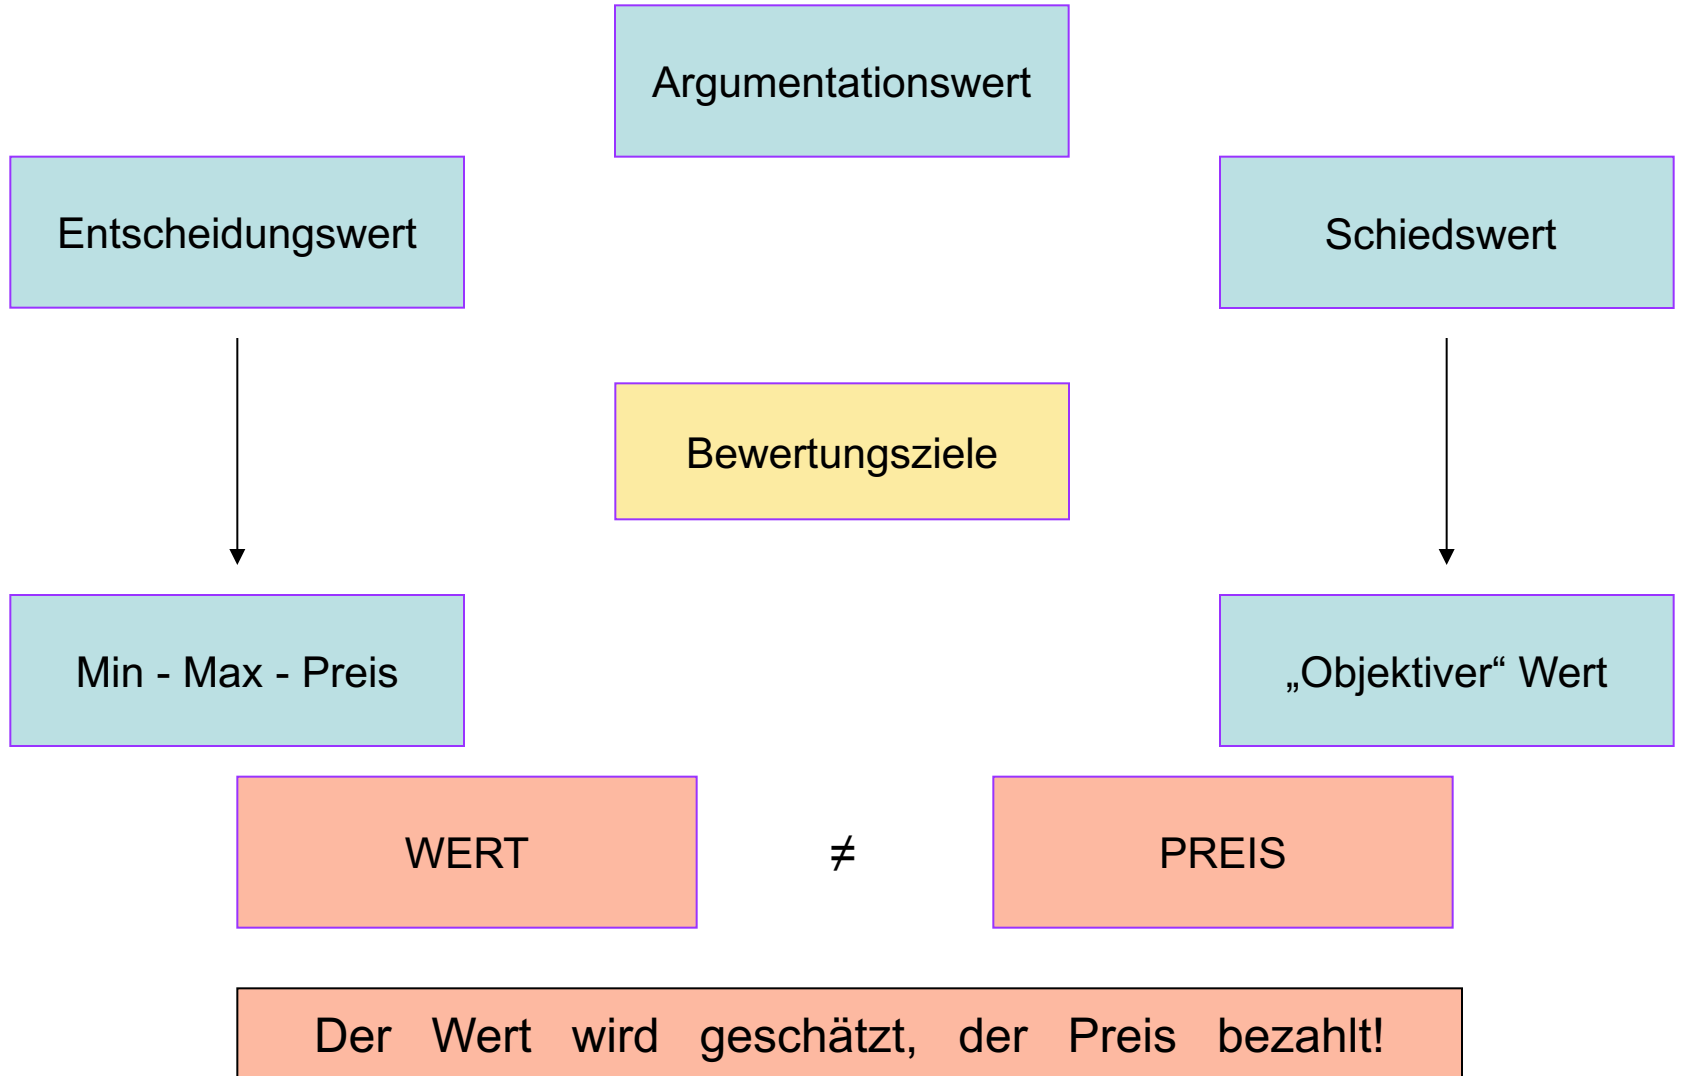 Argumentationswert
Entscheidungswert
Schiedswert
Bewertungsziele
Min - Max - Preis
„Objektiver“ Wert
WERT
≠
PREIS
Der Wert wird geschätzt, der Preis bezahlt!